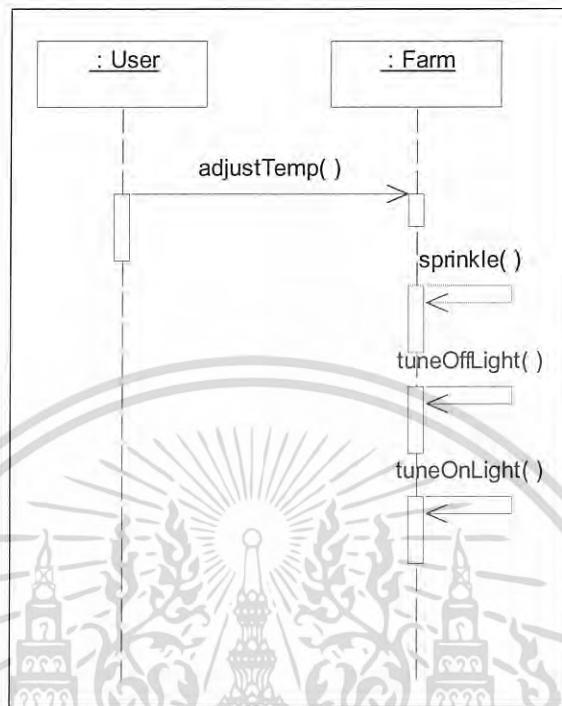 : User
: Farm
adjustTemp( )
sprinkle( )
tuneOffLight( )
tuneOnLight( )